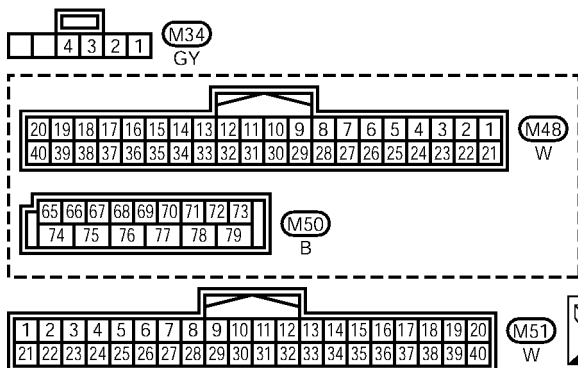 4 3 2 1 M34
GY
20 19 18 17 16 15 14 13 12 11 10 9 8 7 6 5 4 3 2 1 M48
40 39 38 37 36 35 34 33 32 31 30 29 28 27 26 25 24 23 22 21 W
65 66 67 68 69 70 71 72 73 M50
74 75 76 77 78 79 B
1 2 3 4 5 6 7 8 9 10 11 12 13 14 15 16 17 18 19 20 M51
21 22 23 24 25 26 27 28 29 30 31 32 33 34 35 36 37 38 39 40 W